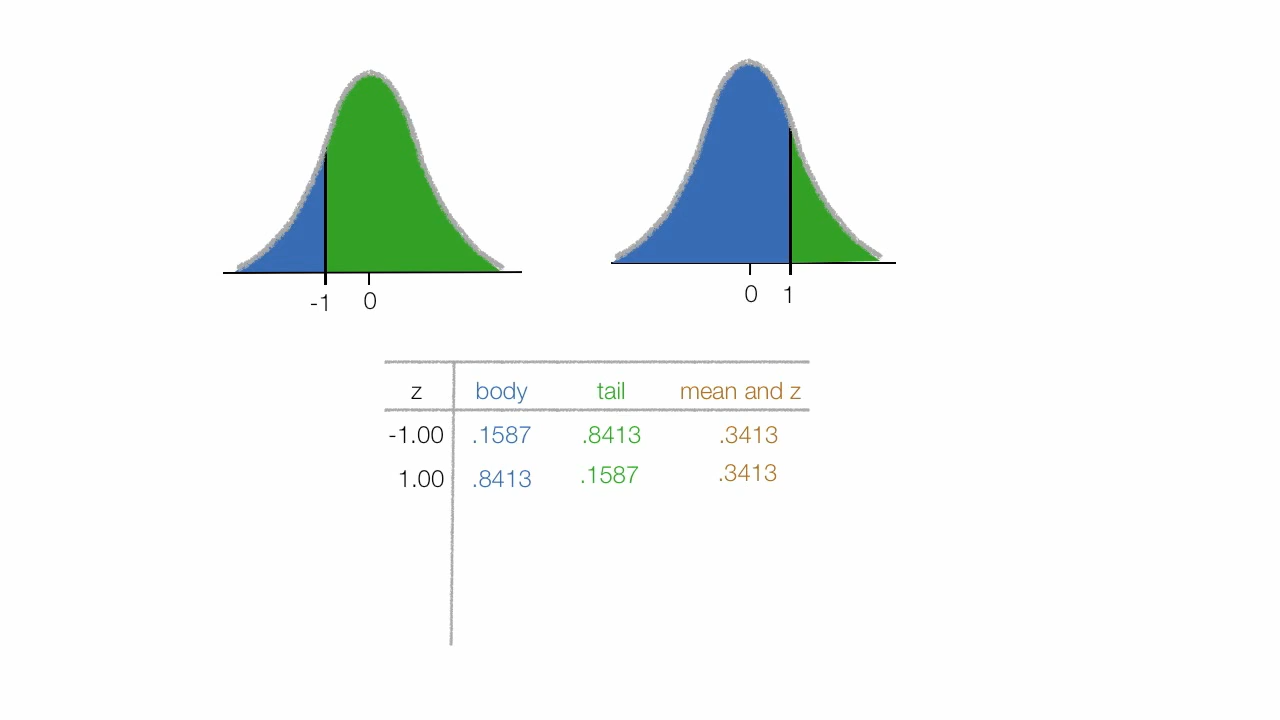 -1 0
0 1
z body tail mean and z
-1.00 .1587 .8413 .3413
1.00 .8413 .1587 .3413